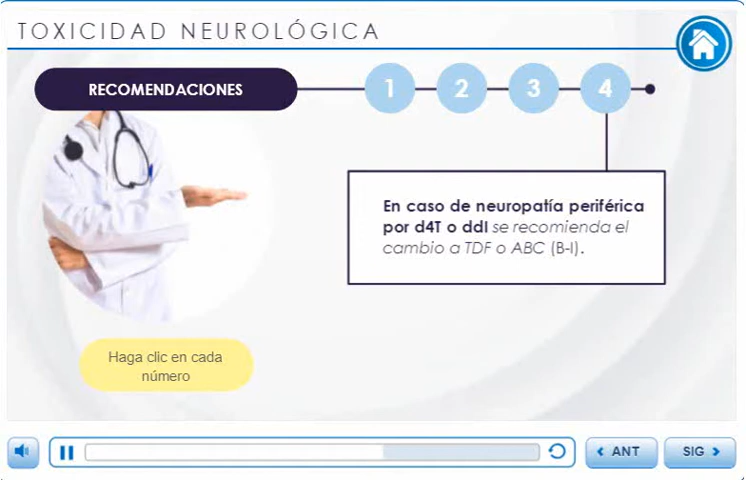 TOXICIDAD NEUROLÓGICA
RECOMENDACIONES
1 2 3 4
En caso de neuropatía periférica
por d4T o ddI se recomienda el
cambio a TDF o ABC (B-I).
Haga clic en cada
número
ANT
SIG